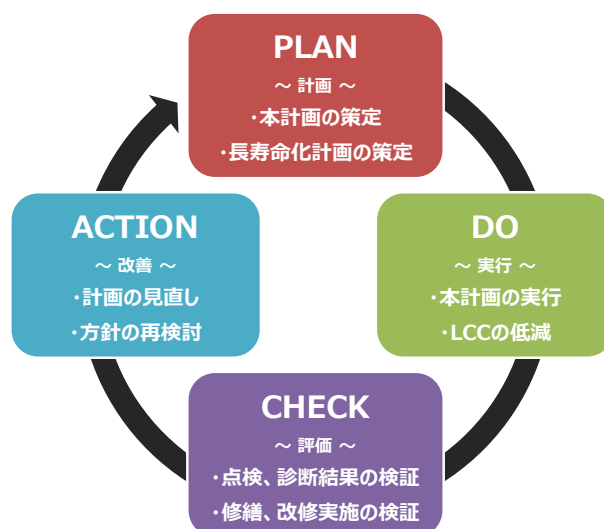 PLAN
～ 計画 ～
・本計画の策定
・長寿命化計画の策定
DO
～ 実行 ～
・本計画の実行
・LCCの低減
CHECK
～ 評価 ～
・点検、診断結果の検証
・修繕、改修実施の検証
ACTION
～ 改善 ～
・計画の見直し
・方針の再検討